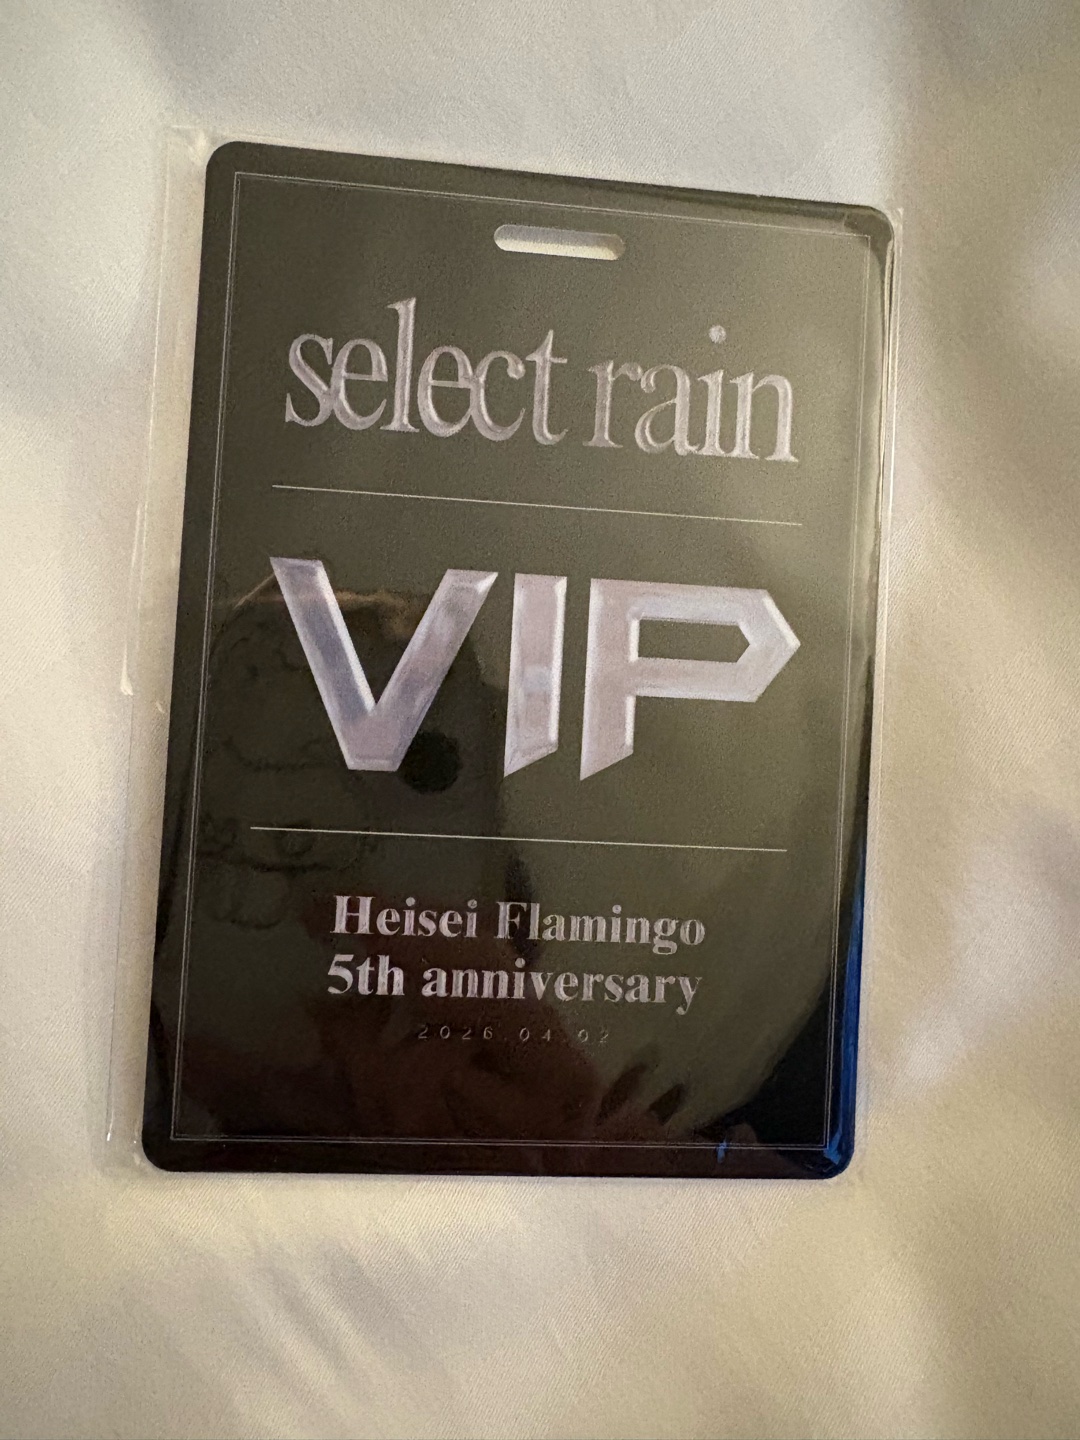 select rain
VIP
Heisei Flamingo
5th anniversary
2026.04.02